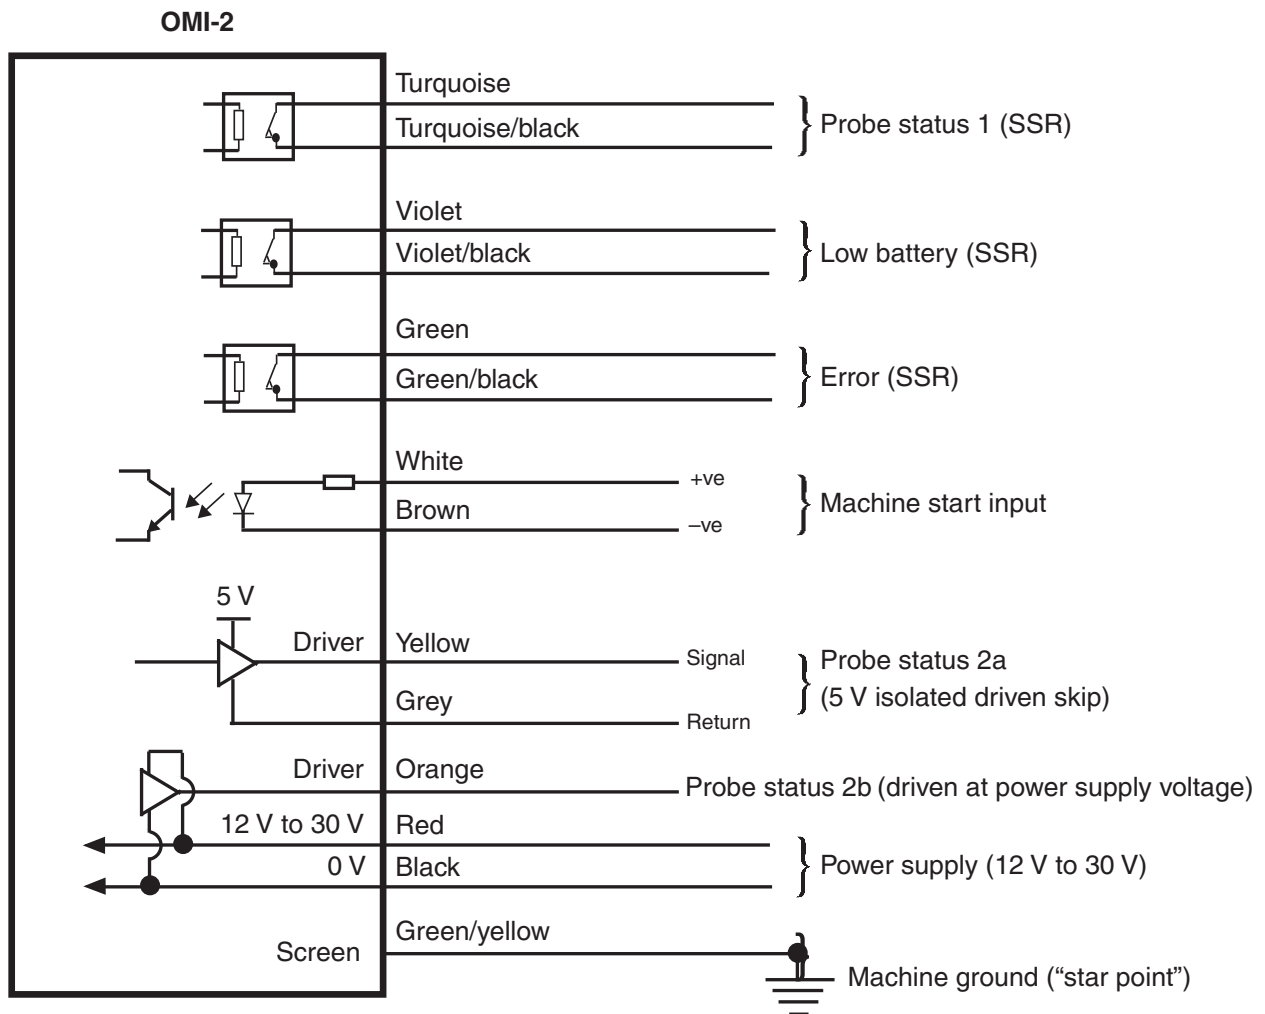 OMI-2
Turquoise
Turquoise/black
Probe status 1 (SSR)
Violet
Violet/black
Low battery (SSR)
Green
Green/black
Error (SSR)
White
+ve
Brown
–ve
Machine start input
5 V
Driver
Yellow
Signal
Grey
Return
Probe status 2a
(5 V isolated driven skip)
Driver
Orange
Probe status 2b (driven at power supply voltage)
12 V to 30 V
Red
0 V
Black
Power supply (12 V to 30 V)
Screen
Green/yellow
Machine ground (“star point”)